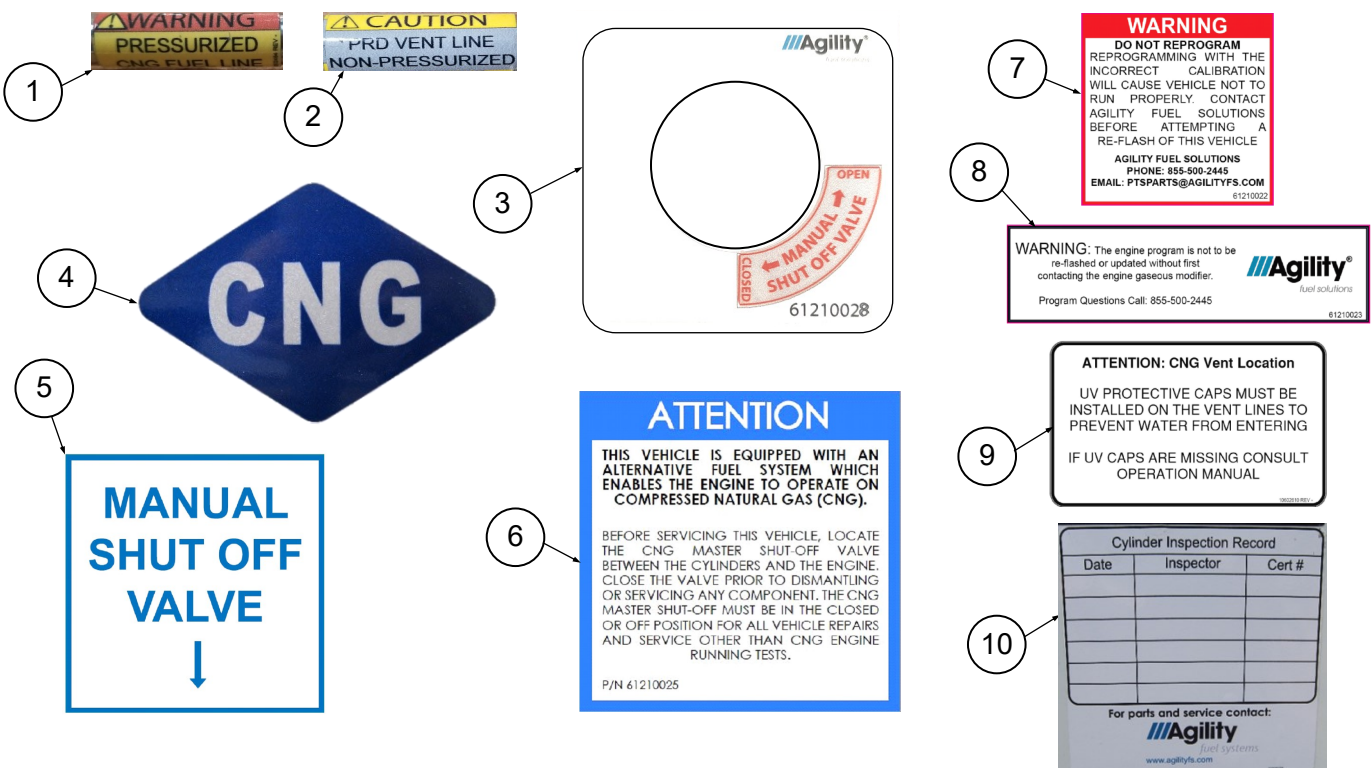 WARNING
PRESSURIZED
CNG FUEL LINE
1
CAUTION
PRD VENT LINE
NON-PRESSURIZED
2
Agility®
OPEN
MANUAL
SHUT OFF VALVE
CLOSED
61210028
3
CNG
4
MANUAL
SHUT OFF
VALVE
5
ATTENTION
THIS VEHICLE IS EQUIPPED WITH AN
ALTERNATIVE FUEL SYSTEM WHICH
ENABLES THE ENGINE TO OPERATE ON
COMPRESSED NATURAL GAS (CNG).
BEFORE SERVICING THIS VEHICLE, LOCATE
THE CNG MASTER SHUT-OFF VALVE
BETWEEN THE CYLINDERS AND THE ENGINE.
CLOSE THE VALVE PRIOR TO DISMANTLING
OR SERVICING ANY COMPONENT. THE CNG
MASTER SHUT-OFF MUST BE IN THE CLOSED
OR OFF POSITION FOR ALL VEHICLE REPAIRS
AND SERVICE OTHER THAN CNG ENGINE
RUNNING TESTS.
P/N 61210025
6
WARNING
DO NOT REPROGRAM
REPROGRAMMING WITH THE
INCORRECT CALIBRATION
WILL CAUSE VEHICLE NOT TO
RUN PROPERLY. CONTACT
AGILITY FUEL SOLUTIONS
BEFORE ATTEMPTING A
RE-FLASH OF THIS VEHICLE
AGILITY FUEL SOLUTIONS
PHONE: 855-500-2445
EMAIL: PTSPARTS@AGILITYFS.COM
61210022
7
WARNING: The engine program is not to be
re-flashed or updated without first
contacting the engine gaseous modifier.
Program Questions Call: 855-500-2445
Agility®
fuel solutions
61210023
8
ATTENTION: CNG Vent Location
UV PROTECTIVE CAPS MUST BE
INSTALLED ON THE VENT LINES TO
PREVENT WATER FROM ENTERING
IF UV CAPS ARE MISSING CONSULT
OPERATION MANUAL
9
Cylinder Inspection Record
Date Inspector Cert #
For parts and service contact:
Agility
fuel systems
www.agilityfs.com
10